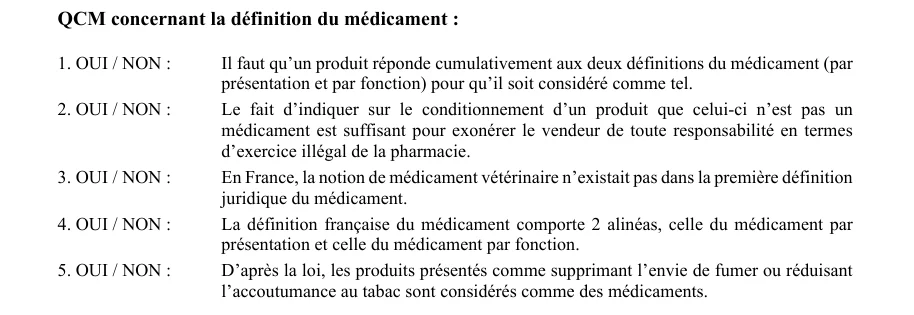 QCM concernant la définition du médicament :
1. OUI / NON : Il faut qu’un produit réponde cumulativement aux deux définitions du médicament (par
présentation et par fonction) pour qu’il soit considéré comme tel.
2. OUI / NON : Le fait d’indiquer sur le conditionnement d’un produit que celui-ci n’est pas un
médicament est suffisant pour exonérer le vendeur de toute responsabilité en termes
d’exercice illégal de la pharmacie.
3. OUI / NON : En France, la notion de médicament vétérinaire n’existait pas dans la première définition
juridique du médicament.
4. OUI / NON : La définition française du médicament comporte 2 alinéas, celle du médicament par
présentation et celle du médicament par fonction.
5. OUI / NON : D’après la loi, les produits présentés comme supprimant l’envie de fumer ou réduisant
l’accoutumance au tabac sont considérés comme des médicaments.